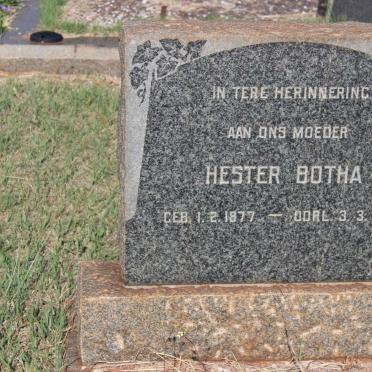 IN TERE HERINNERING
AAN ONS MOEDER
HESTER BOTHA
GEB. 1. 2. 1877 — OORL. 3. 3.